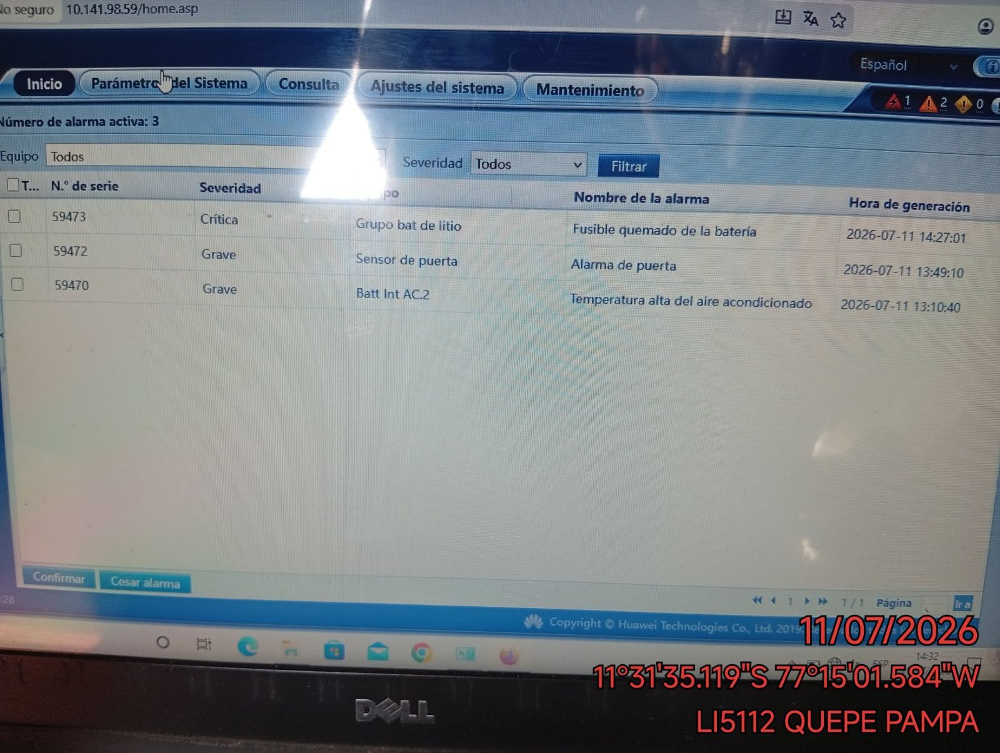 No seguro 10.141.98.59/home.asp
Español
Inicio Parámetro del Sistema Consulta Ajustes del sistema Mantenimiento
1 2 0
Número de alarma activa: 3
Equipo Todos Severidad Todos Filtrar
T... N.° de serie Severidad po Nombre de la alarma Hora de generación
59473 Crítica Grupo bat de litio Fusible quemado de la batería 2026-07-11 14:27:01
59472 Grave Sensor de puerta Alarma de puerta 2026-07-11 13:49:10
59470 Grave Batt Int AC.2 Temperatura alta del aire acondicionado 2026-07-11 13:10:40
Confirmar Cesar alarma
:28
1 1 / 1 Página Ir a
Copyright © Huawei Technologies Co., Ltd. 2019.
11/07/2026
ESP 14:32
11°31'35.119"S 77°15'01.584"W
DELL
LI5112 QUEPE PAMPA